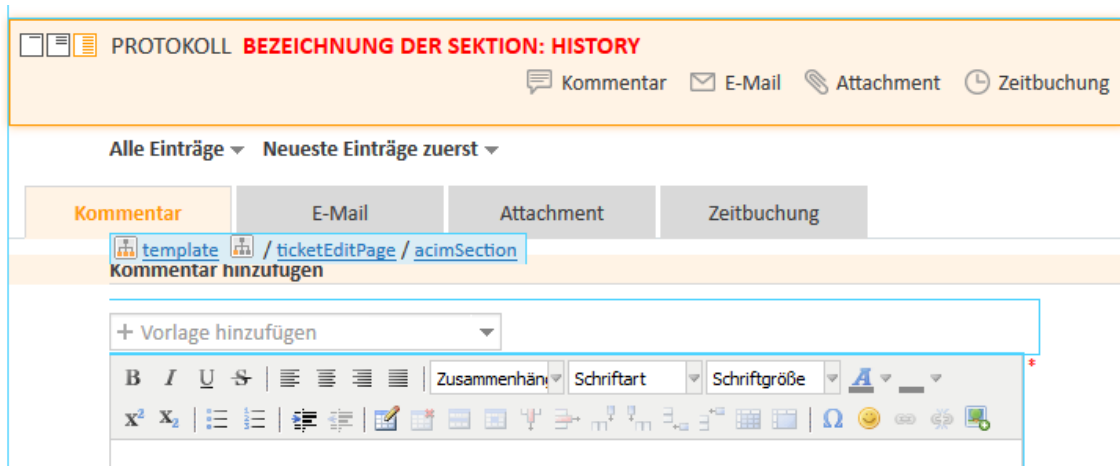 PROTOKOLL BEZEICHNUNG DER SEKTION: HISTORY
Kommentar E-Mail Attachment Zeitbuchung
Alle Einträge Neueste Einträge zuerst
Kommentar E-Mail Attachment Zeitbuchung
template / ticketEditPage / acimSection
Kommentar hinzufügen
+ Vorlage hinzufügen
*
B I U S Zusammenhäng Schriftart Schriftgröße A
X² X₂ Ω